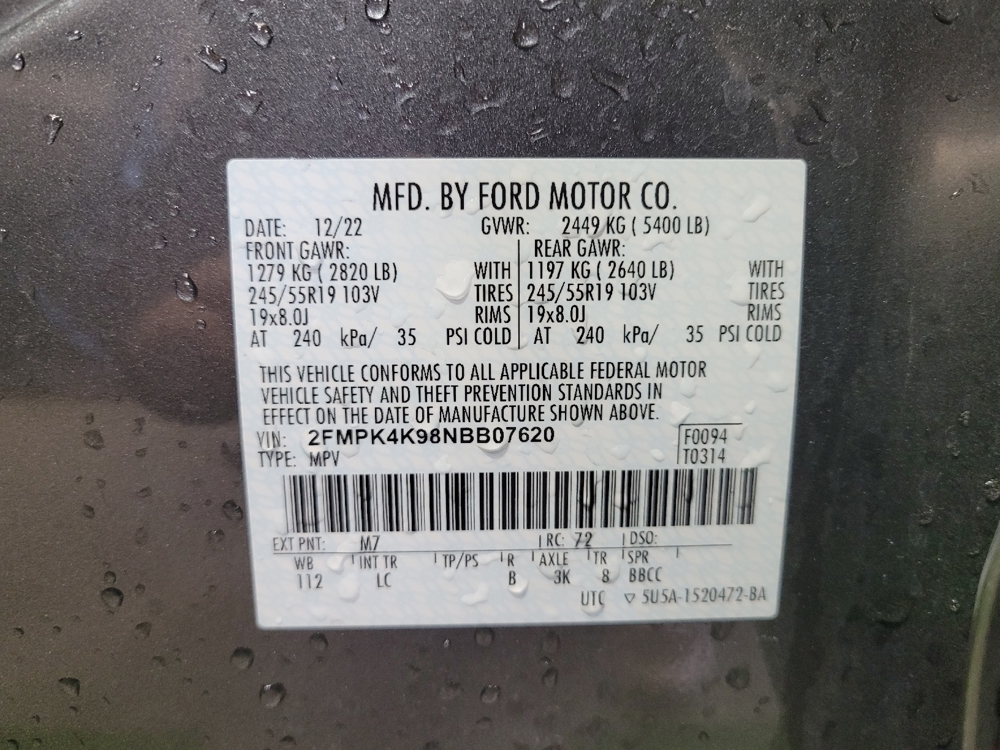 MFD. BY FORD MOTOR CO.
DATE: 12/22 GVWR: 2449 KG ( 5400 LB)
FRONT GAWR: REAR GAWR:
1279 KG ( 2820 LB) WITH 1197 KG ( 2640 LB) WITH
245/55R19 103V TIRES 245/55R19 103V TIRES
19x8.0J RIMS 19x8.0J RIMS
AT 240 kPa/ 35 PSI COLD AT 240 kPa/ 35 PSI COLD
THIS VEHICLE CONFORMS TO ALL APPLICABLE FEDERAL MOTOR
VEHICLE SAFETY AND THEFT PREVENTION STANDARDS IN
EFFECT ON THE DATE OF MANUFACTURE SHOWN ABOVE.
VIN: 2FMPK4K98NBB07620 F0094
TYPE: MPV T0314
EXT PNT: M7 RC: 72 DSO:
WB INT TR TP/PS R AXLE TR SPR
112 LC B 3K 8 BBCC
UTC ▽ 5U5A-1520472-BA